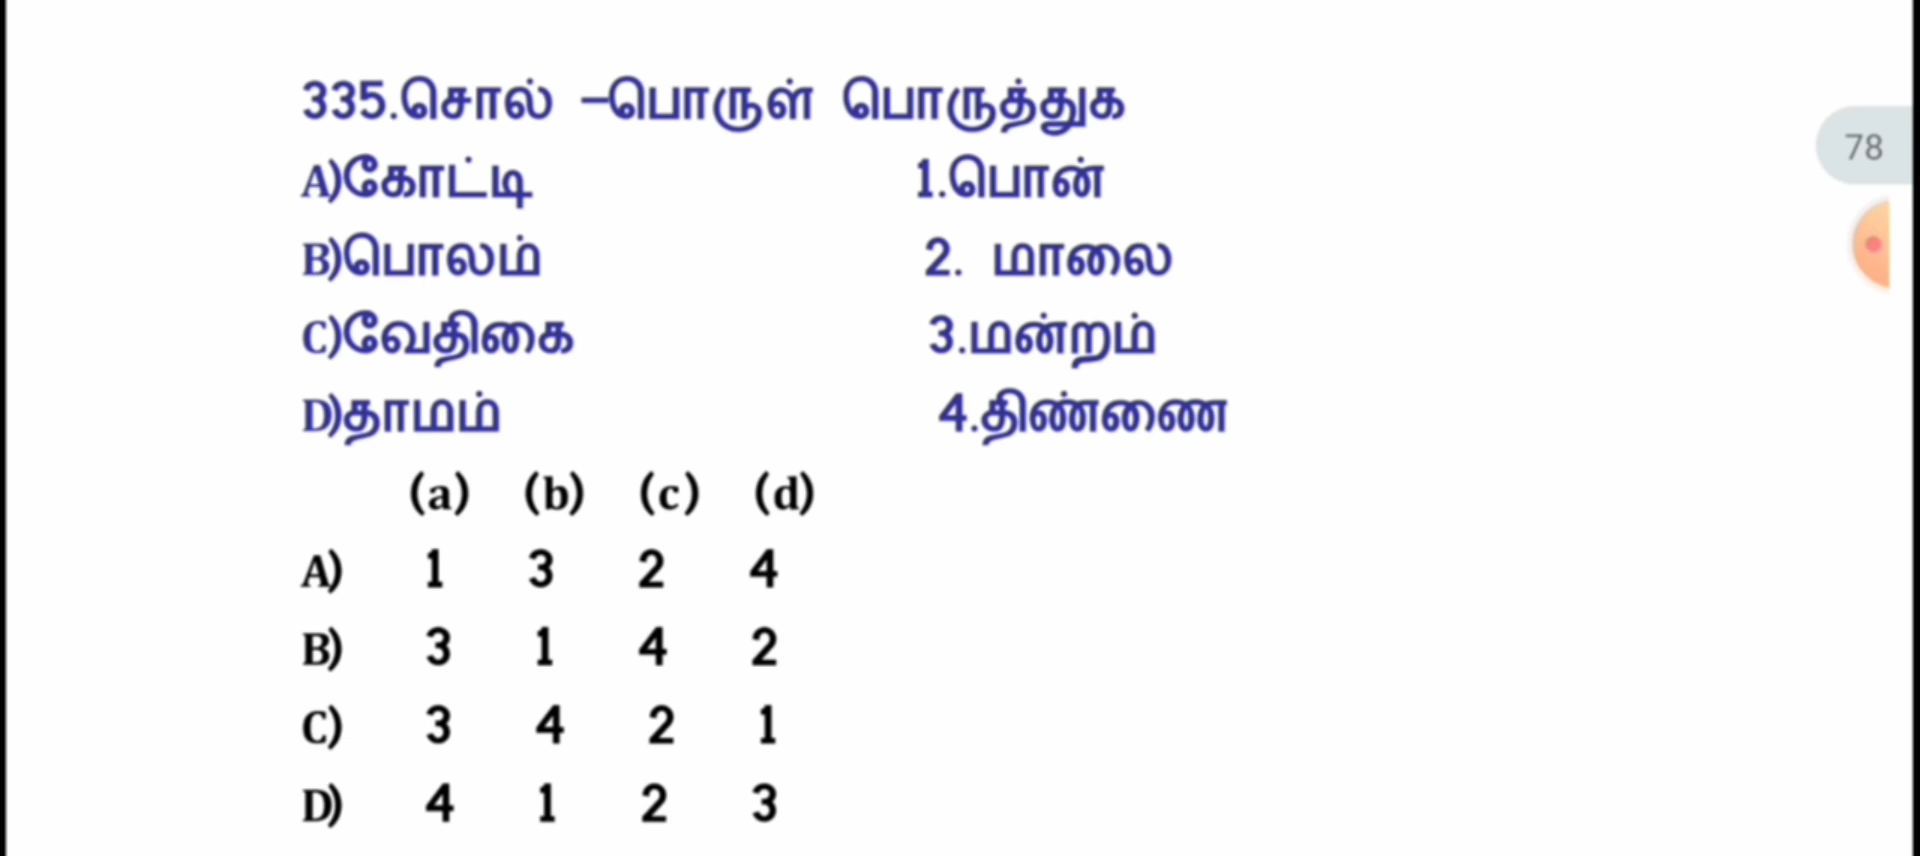 335.சொல் –பொருள் பொருத்துக
78
A)கோட்டி 1.பொன்
B)பொலம் 2. மாலை
C)வேதிகை 3.மன்றம்
D)தாமம் 4.திண்ணை
(a) (b) (c) (d)
A) 1 3 2 4
B) 3 1 4 2
C) 3 4 2 1
D) 4 1 2 3